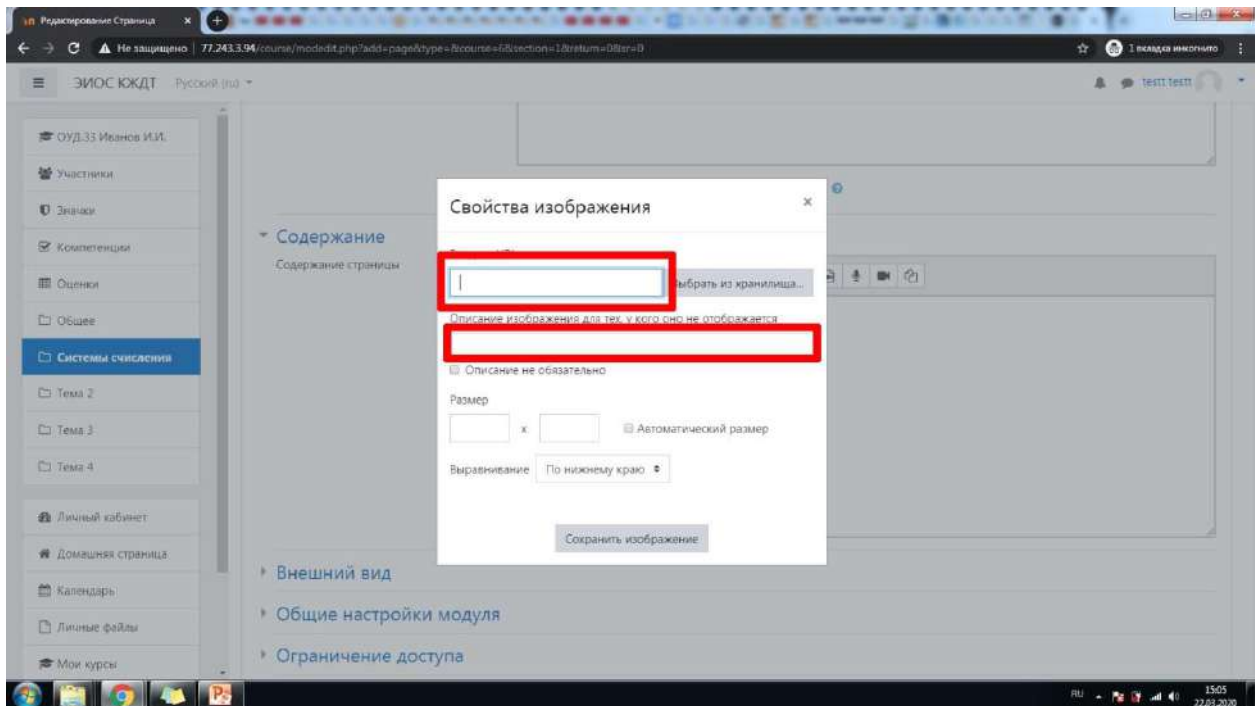 Редактирование Страница
Не защищено 77.243.3.94/course/modedit.php?add=page&type=&course=6&section=1&return=0&sr=0
1 вкладка инкогнито
ЭИОС КЖДТ Русский (ru)
testt testt
ОУД.33 Иванов И.И.
Участники
Значки
Компетенции
Оценки
Общее
Системы счисления
Тема 2
Тема 3
Тема 4
Личный кабинет
Домашняя страница
Календарь
Личные файлы
Мои курсы
Содержание
Содержание страницы
Свойства изображения
Выбрать из хранилища...
Описание изображения для тех, у кого оно не отображается
Описание не обязательно
Размер
x
Автоматический размер
Выравнивание По нижнему краю
Сохранить изображение
Внешний вид
Общие настройки модуля
Ограничение доступа
RU
15:05
22.03.2020